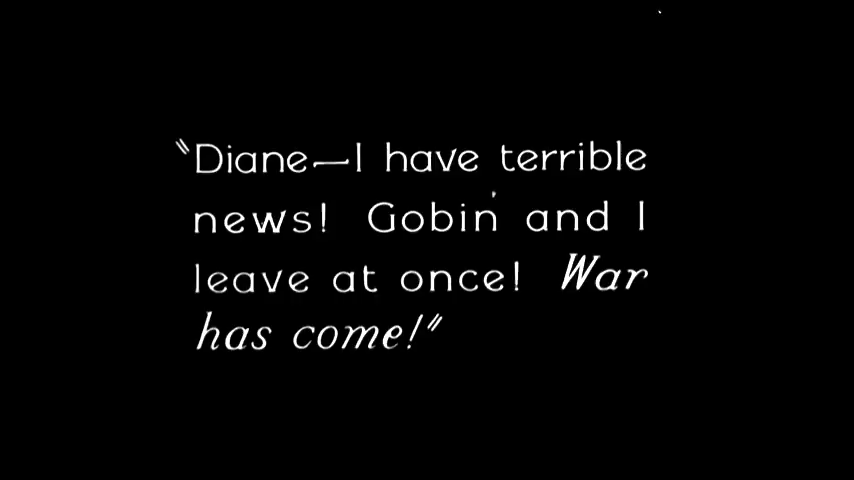 "Diane—I have terrible
news! Gobin and I
leave at once! War
has come!"